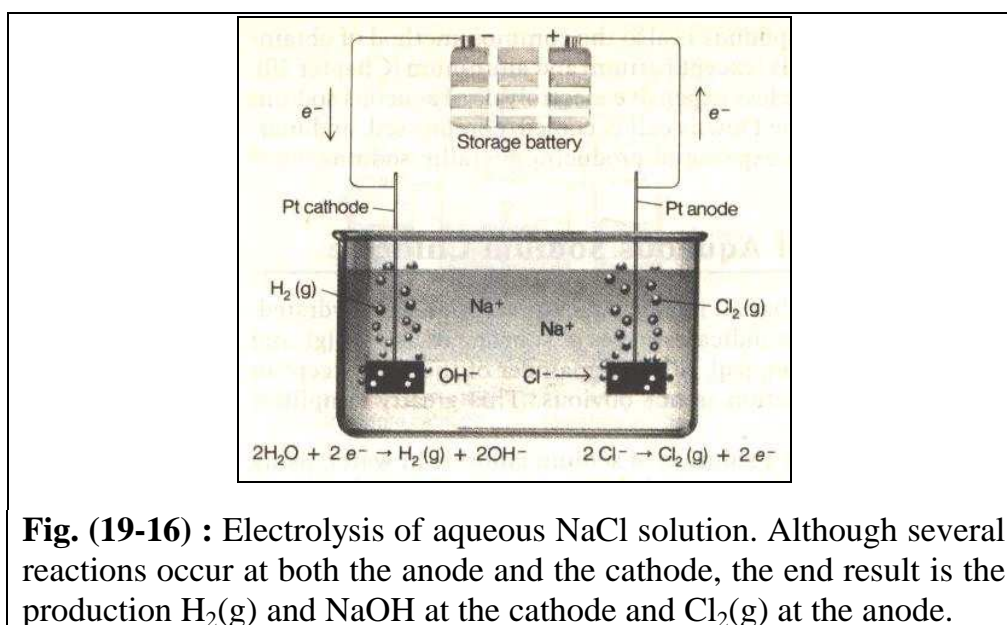 - +
e⁻ e⁻
Storage battery
Pt cathode Pt anode
H₂ (g) Cl₂ (g)
Na⁺
Na⁺
OH⁻ Cl⁻
2H₂O + 2 e⁻ → H₂ (g) + 2OH⁻ 2 Cl⁻ → Cl₂ (g) + 2 e⁻
Fig. (19-16) : Electrolysis of aqueous NaCl solution. Although several
reactions occur at both the anode and the cathode, the end result is the
production H₂(g) and NaOH at the cathode and Cl₂(g) at the anode.